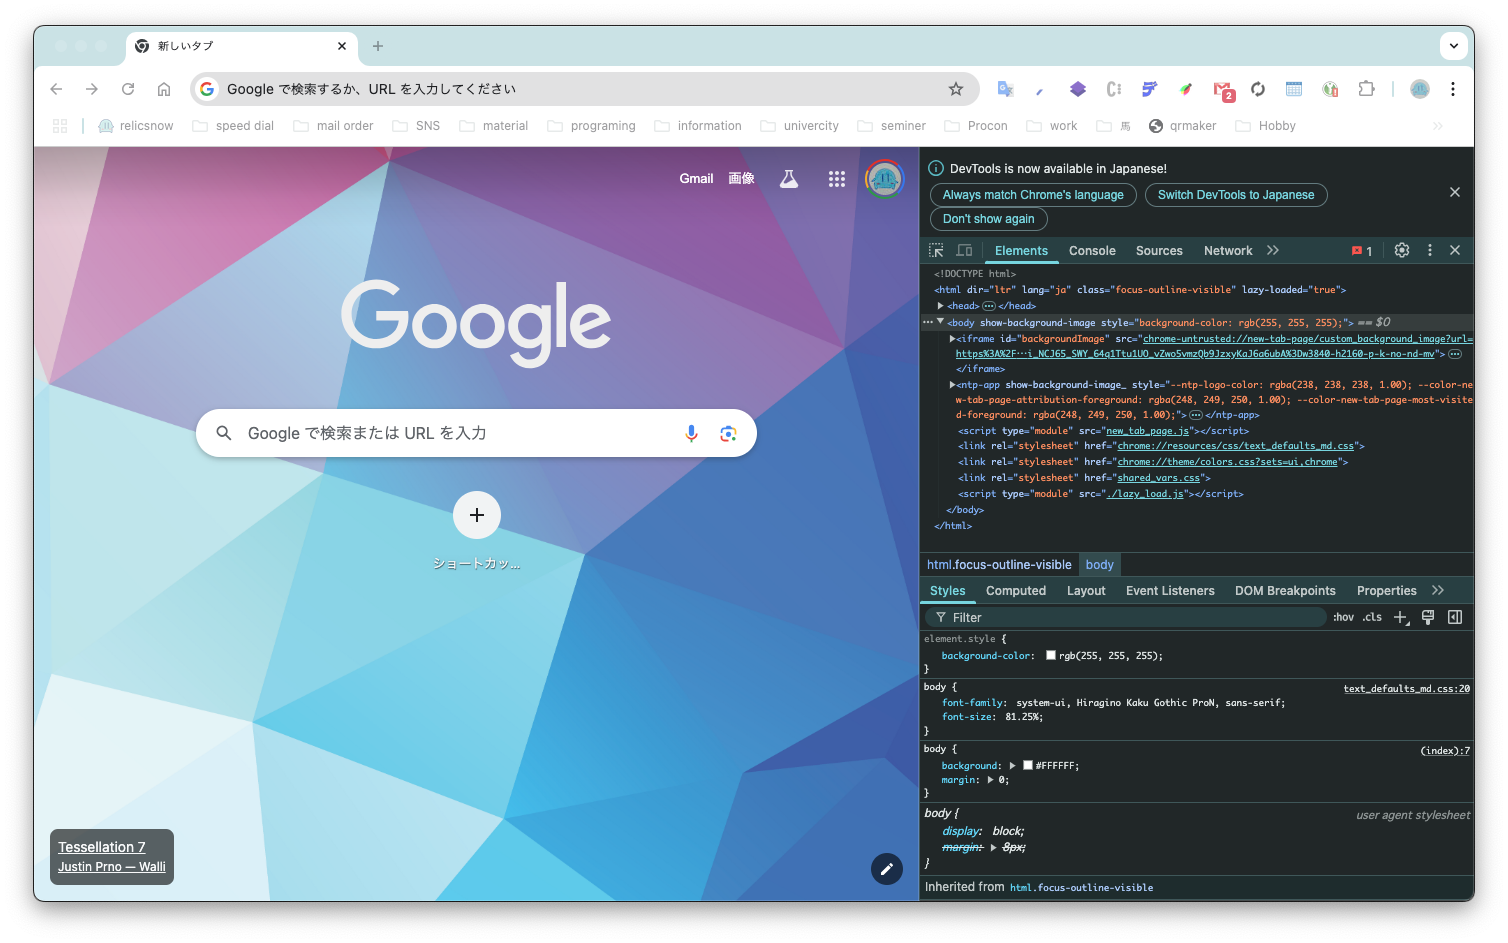 新しいタブ
Google で検索するか、URL を入力してください
2
relicsnow speed dial mail order SNS material programing information univercity seminer Procon work 馬 qrmaker Hobby
Gmail 画像
Google
Google で検索または URL を入力
ショートカッ...
Tessellation 7
Justin Prno — Walli
DevTools is now available in Japanese!
Always match Chrome's language Switch DevTools to Japanese
Don't show again
Elements Console Sources Network 1
<!DOCTYPE html>
<html dir="ltr" lang="ja" class="focus-outline-visible" lazy-loaded="true">
<head>…</head>
<body show-background-image style="background-color: rgb(255, 255, 255);"> == $0
<iframe id="backgroundImage" src="chrome-untrusted://new-tab-page/custom_background_image?url=
https%3A%2F…i_NCJ65_SWY_64q1Ttu1UO_vZwo5vmzQb9JzxyKaJ6a6ubA%3Dw3840-h2160-p-k-no-nd-mv">…
</iframe>
<ntp-app show-background-image_ style="--ntp-logo-color: rgba(238, 238, 238, 1.00); --color-ne
w-tab-page-attribution-foreground: rgba(248, 249, 250, 1.00); --color-new-tab-page-most-visite
d-foreground: rgba(248, 249, 250, 1.00);">…</ntp-app>
<script type="module" src="new_tab_page.js"></script>
<link rel="stylesheet" href="chrome://resources/css/text_defaults_md.css">
<link rel="stylesheet" href="chrome://theme/colors.css?sets=ui,chrome">
<link rel="stylesheet" href="shared_vars.css">
<script type="module" src="./lazy_load.js"></script>
</body>
</html>
html.focus-outline-visible body
Styles Computed Layout Event Listeners DOM Breakpoints Properties
Filter :hov .cls
element.style {
background-color: rgb(255, 255, 255);
}
body { text_defaults_md.css:20
font-family: system-ui, Hiragino Kaku Gothic ProN, sans-serif;
font-size: 81.25%;
}
body { (index):7
background: #FFFFFF;
margin: 0;
}
body { user agent stylesheet
display: block;
margin: 8px;
}
Inherited from html.focus-outline-visible